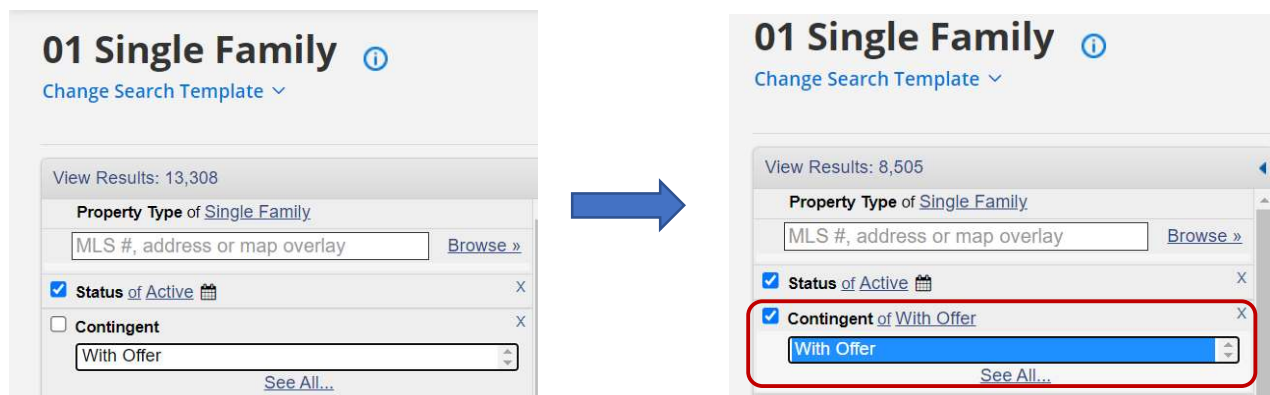 01 Single Family
Change Search Template
View Results: 13,308
Property Type of Single Family
MLS #, address or map overlay Browse »
Status of Active X
Contingent X
With Offer
See All...
01 Single Family
Change Search Template
View Results: 8,505
Property Type of Single Family
MLS #, address or map overlay Browse »
Status of Active X
Contingent of With Offer X
With Offer
See All...